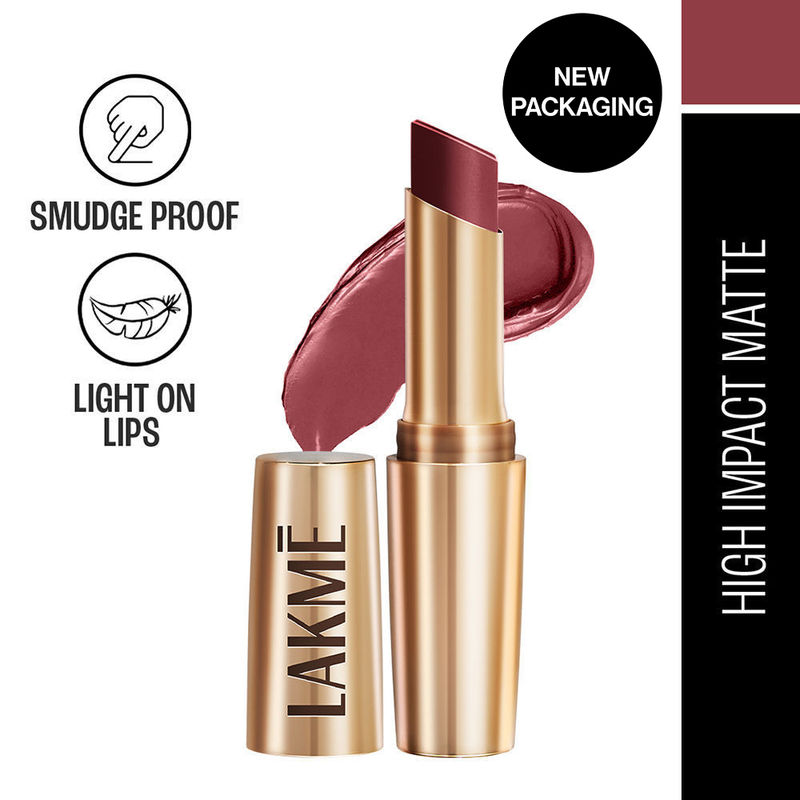 NEW
PACKAGING
SMUDGE PROOF
LIGHT ON
LIPS
LAKMĒ
HIGH IMPACT MATTE